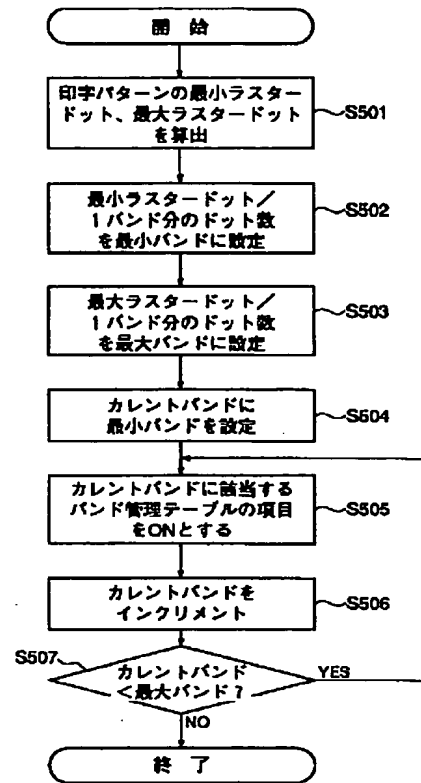 開 始
印字パターンの最小ラスター
ドット、最大ラスタードット
を算出
S501
最小ラスタードット/
1バンド分のドット数
を最小バンドに設定
S502
最大ラスタードット/
1バンド分のドット数
を最大バンドに設定
S503
カレントバンドに
最小バンドを設定
S504
カレントバンドに該当する
バンド管理テーブルの項目
をONとする
S505
カレントバンドを
インクリメント
S506
S507
カレントバンド
<最大バンド?
YES
NO
終 了